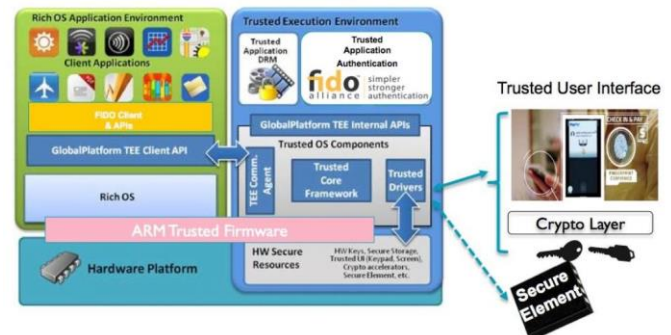 Rich OS Application Environment
Client Applications
FIDO Client
& APIs
GlobalPlatform TEE Client API
Rich OS
ARM Trusted Firmware
Hardware Platform
Trusted Execution Environment
Trusted
Application
DRM
Trusted
Application
Authentication
fido
alliance
simpler
stronger
authentication
GlobalPlatform TEE Internal APIs
Trusted OS Components
TEE Comm.
Agent
Trusted
Core
Framework
Trusted
Drivers
HW Secure
Resources
HW Keys, Secure Storage,
Trusted UI (Keypad, Screen),
Crypto accelerators,
Secure Element, etc.
Trusted User Interface
CHECK IN & PAY
Crypto Layer
Secure
Element